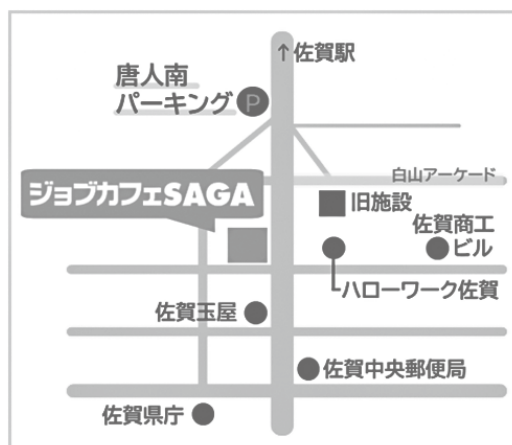 ↑佐賀駅
唐人南
パーキング P
白山アーケード
ジョブカフェSAGA
旧施設
佐賀商工
ビル
ハローワーク佐賀
佐賀玉屋
佐賀中央郵便局
佐賀県庁